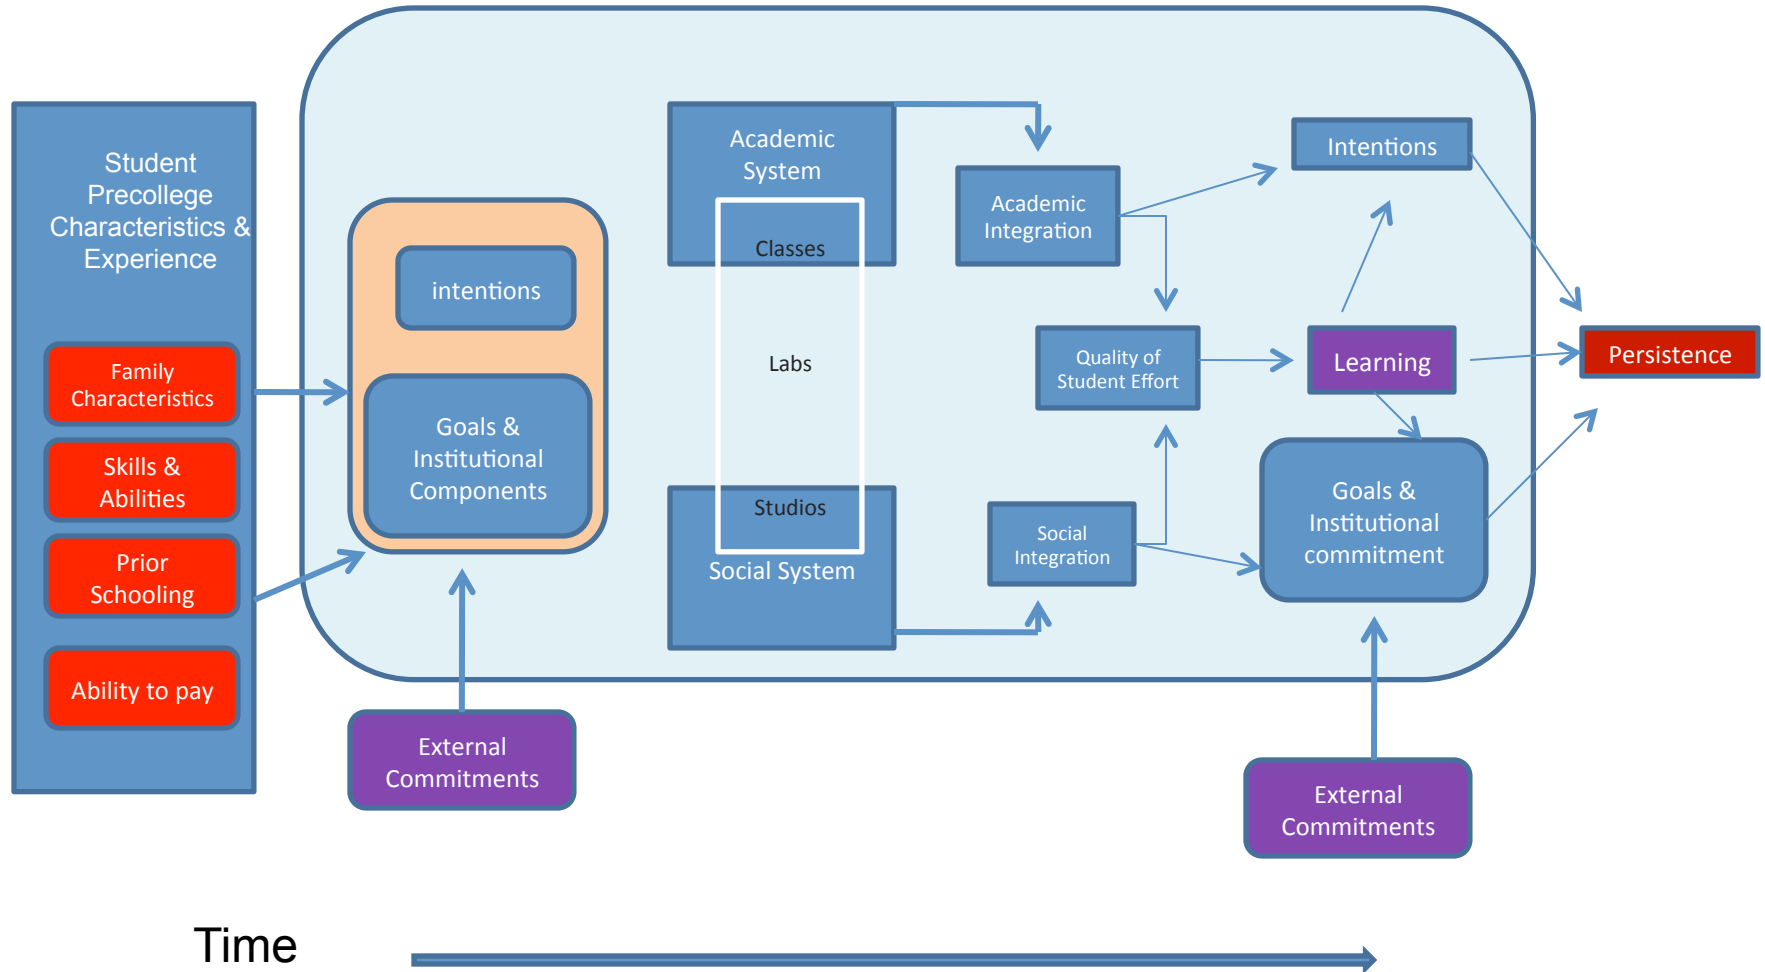 Student
Precollege
Characteristics &
Experience
Family
Characteristics
Skills &
Abilities
Prior
Schooling
Ability to pay
intentions
Goals &
Institutional
Components
External
Commitments
Academic
System
Classes
Labs
Studios
Social System
Academic
Integration
Quality of
Student Effort
Social
Integration
Intentions
Learning
Goals &
Institutional
commitment
External
Commitments
Persistence
Time